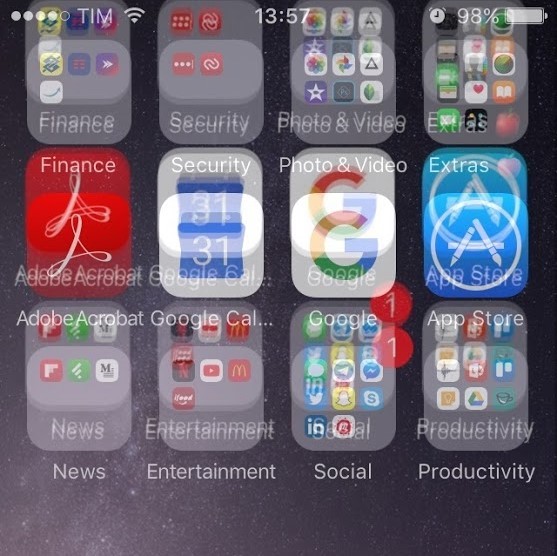 TIM 13:57 98%
Finance Security Photo & Video Extras
Finance Security Photo & Video Extras
31 31
31
Adobe Acrobat Google Cal... Google App Store
1
Adobe Acrobat Google Cal... Google App Store
1
News Entertainment Social Productivity
News Entertainment Social Productivity